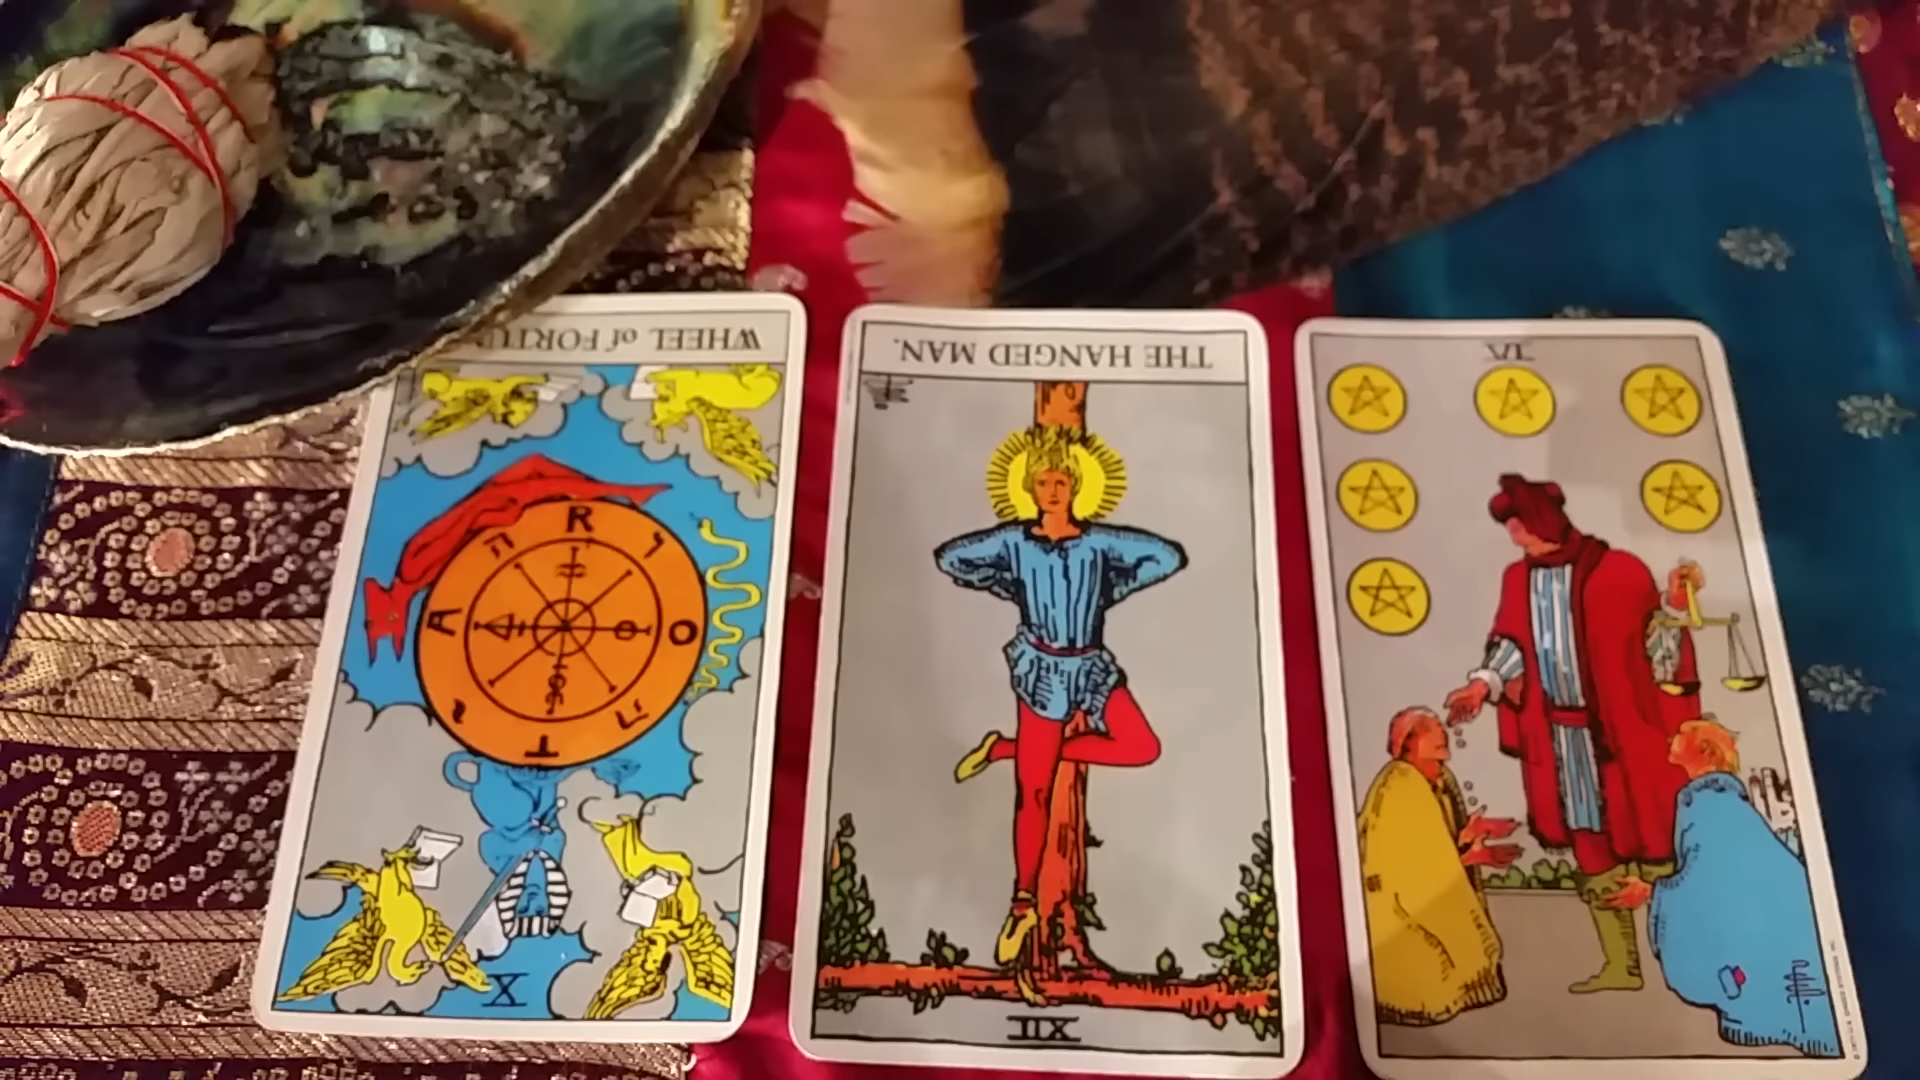 WHEEL of FORTU
X
THE HANGED MAN.
XII
VI
R
O
T
A
ה
י
ו
ה